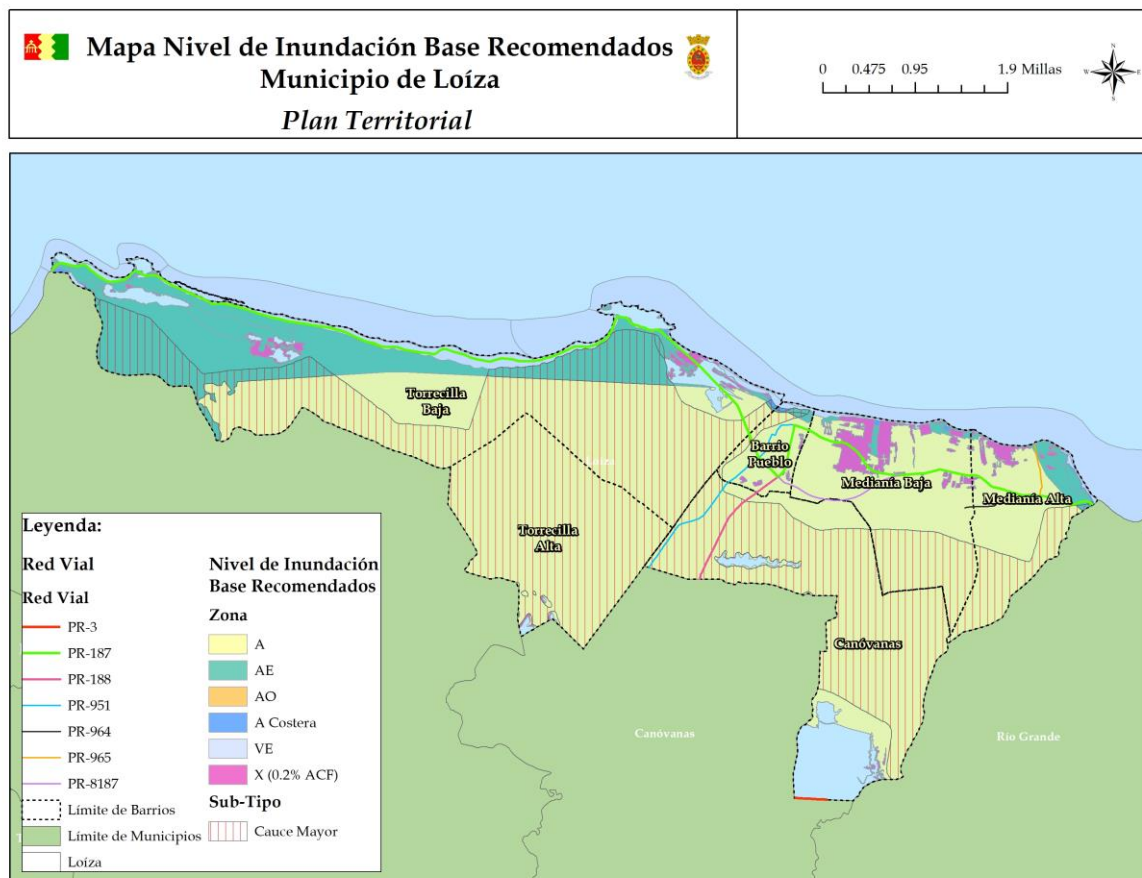 Mapa Nivel de Inundación Base Recomendados
Municipio de Loíza
Plan Territorial
0 0.475 0.95 1.9 Millas
N
W E
S
Torrecilla
Baja
Loíza
Barrio
Pueblo
Medianía Baja
Medianía Alta
Torrecilla
Alta
Canóvanas
Canóvanas
Río Grande
Leyenda:
Red Vial
Red Vial
PR-3
PR-187
PR-188
PR-951
PR-964
PR-965
PR-8187
Límite de Barrios
Límite de Municipios
Loíza
Nivel de Inundación
Base Recomendados
Zona
A
AE
AO
A Costera
VE
X (0.2% ACF)
Sub-Tipo
Cauce Mayor